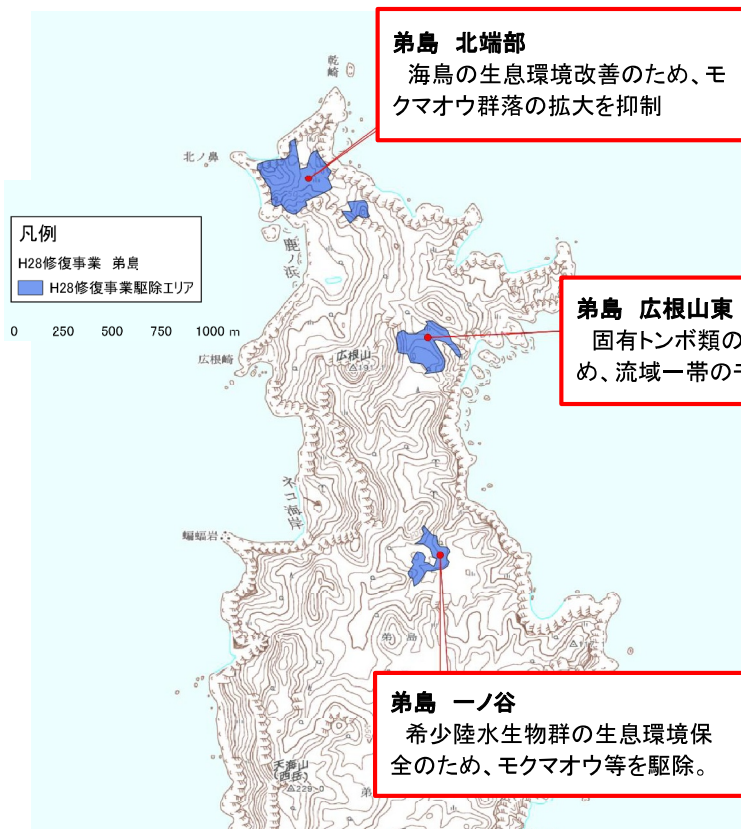 弟島 北端部
海鳥の生息環境改善のため、モ
クマオウ群落の拡大を抑制
乾崎
北ノ鼻
凡例
H28修復事業 弟島
H28修復事業駆除エリア
鹿ノ浜
0 250 500 750 1000 m
弟島 広根山東
固有トンボ類の
め、流域一帯のモ
広根山
広根崎
ネコ海岸
蝙蝠岩
弟島
弟島 一ノ谷
希少陸水生物群の生息環境保
全のため、モクマオウ等を駆除。
天海山
(西岳)
弟